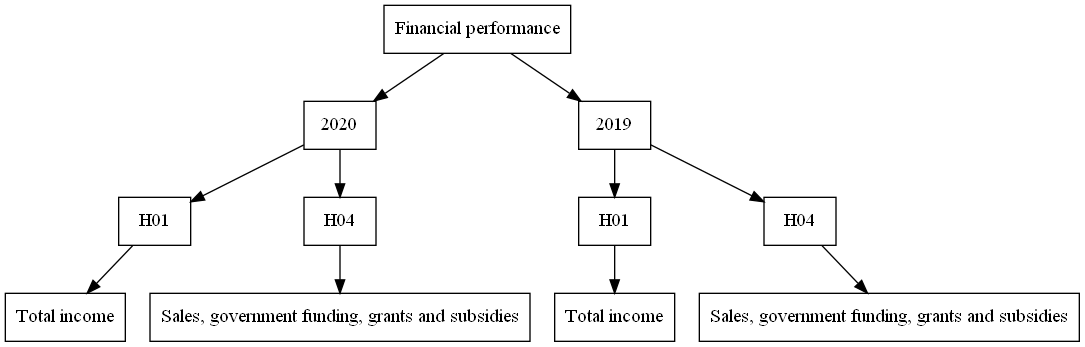 Financial performance
2020
2019
H01
H04
H01
H04
Total income
Sales, government funding, grants and subsidies
Total income
Sales, government funding, grants and subsidies